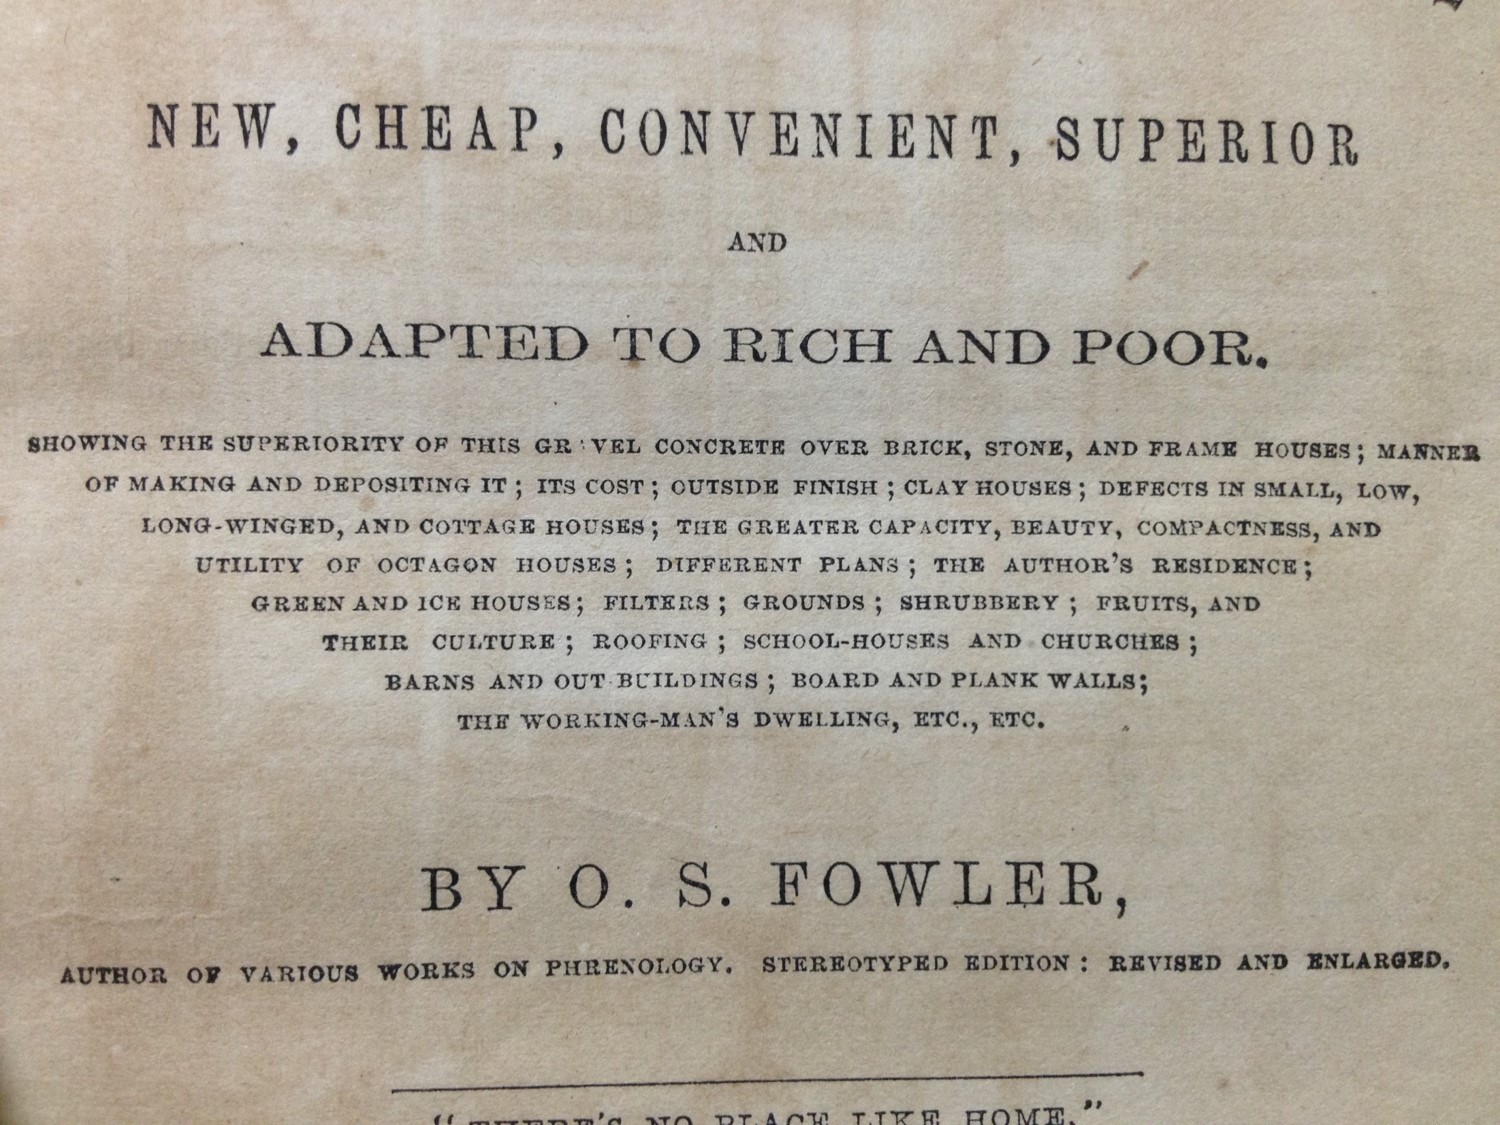 NEW, CHEAP, CONVENIENT, SUPERIOR
AND
ADAPTED TO RICH AND POOR.
SHOWING THE SUPERIORITY OF THIS GRAVEL CONCRETE OVER BRICK, STONE, AND FRAME HOUSES; MANNER
OF MAKING AND DEPOSITING IT; ITS COST; OUTSIDE FINISH; CLAY HOUSES; DEFECTS IN SMALL, LOW,
LONG-WINGED, AND COTTAGE HOUSES; THE GREATER CAPACITY, BEAUTY, COMPACTNESS, AND
UTILITY OF OCTAGON HOUSES; DIFFERENT PLANS; THE AUTHOR'S RESIDENCE;
GREEN AND ICE HOUSES; FILTERS; GROUNDS; SHRUBBERY; FRUITS, AND
THEIR CULTURE; ROOFING; SCHOOL-HOUSES AND CHURCHES;
BARNS AND OUT-BUILDINGS; BOARD AND PLANK WALLS;
THE WORKING-MAN'S DWELLING, ETC., ETC.
BY O. S. FOWLER,
AUTHOR OF VARIOUS WORKS ON PHRENOLOGY. STEREOTYPED EDITION: REVISED AND ENLARGED.
"THERE'S NO PLACE LIKE HOME."